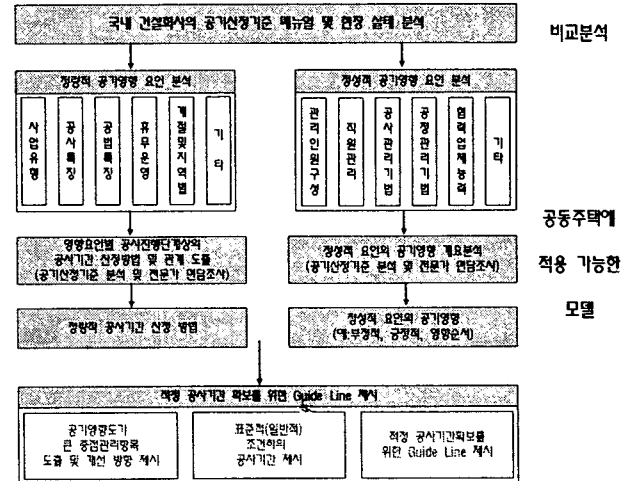 국내 건설회사의 공기산정기준 메뉴얼 및 현장 실태 분석
비교분석
정량적 공기영향 요인 분석
정성적 공기영향 요인 분석
사업유형
공사특징
공법특징
휴무운영
계절및지역법
기타
관리인원구성
직원관리
공사관리기법
공정관리기법
협력업체능력
기타
공동주택에
적용 가능한
모델
영향요인별 공사진행단계상의
공사기간 산정방법 및 관계 도출
(공기산정기준 분석 및 전문가 면담조사)
정성적 요인의 공기영향 개요분석
(공기산정기준 분석 및 전문가 면담조사)
정량적 공사기간 산정 방법
정성적 요인의 공기영향
(예:부정적, 긍정적, 영향순서)
적정 공사기간 확보를 위한 Guide Line 제시
공기영향도가
큰 중점관리항목
도출 및 개선 방향 제시
표준적(일반적)
조건하의
공사기간 제시
적정 공사기간확보를
위한 Guide Line 제시